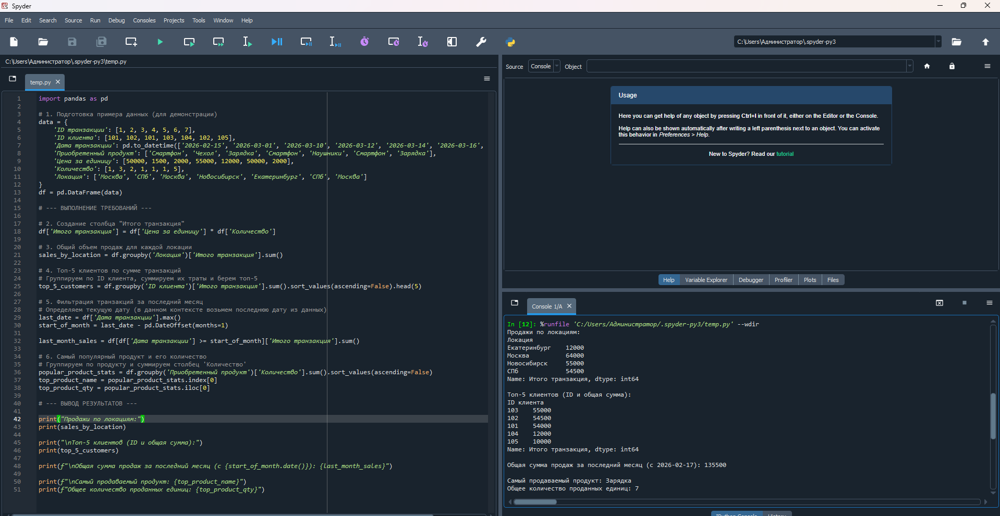 Spyder
File Edit Search Source Run Debug Consoles Projects Tools Window Help
C:\Users\Администратор\.spyder-py3
C:\Users\Администратор\.spyder-py3\temp.py
temp.py
1 import pandas as pd
2
3 # 1. Подготовка примера данных (для демонстрации)
4 data = {
5 'ID транзакции': [1, 2, 3, 4, 5, 6, 7],
6 'ID клиента': [101, 102, 101, 103, 104, 102, 105],
7 'Дата транзакции': pd.to_datetime(['2026-02-15', '2026-03-01', '2026-03-10', '2026-03-12', '2026-03-14', '2026-03-16',
8 'Приобретенный продукт': ['Смартфон', 'Чехол', 'Зарядка', 'Смартфон', 'Наушники', 'Смартфон', 'Зарядка'],
9 'Цена за единицу': [50000, 1500, 2000, 55000, 12000, 50000, 2000],
10 'Количество': [1, 3, 2, 1, 1, 1, 5],
11 'Локация': ['Москва', 'СПб', 'Москва', 'Новосибирск', 'Екатеринбург', 'СПб', 'Москва']
12 }
13 df = pd.DataFrame(data)
14
15 # --- ВЫПОЛНЕНИЕ ТРЕБОВАНИЙ ---
16
17 # 2. Создание столбца "Итого транзакция"
18 df['Итого транзакция'] = df['Цена за единицу'] * df['Количество']
19
20 # 3. Общий объем продаж для каждой локации
21 sales_by_location = df.groupby('Локация')['Итого транзакция'].sum()
22
23 # 4. Топ-5 клиентов по сумме транзакций
24 # Группируем по ID клиента, суммируем их траты и берем топ-5
25 top_5_customers = df.groupby('ID клиента')['Итого транзакция'].sum().sort_values(ascending=False).head(5)
26
27 # 5. Фильтрация транзакций за последний месяц
28 # Определяем текущую дату (в данном контексте возьмем последнюю дату из данных)
29 last_date = df['Дата транзакции'].max()
30 start_of_month = last_date - pd.DateOffset(months=1)
31
32 last_month_sales = df[df['Дата транзакции'] >= start_of_month]['Итого транзакция'].sum()
33
34 # 6. Самый популярный продукт и его количество
35 # Группируем по продукту и суммируем столбец 'Количество'
36 popular_product_stats = df.groupby('Приобретенный продукт')['Количество'].sum().sort_values(ascending=False)
37 top_product_name = popular_product_stats.index[0]
38 top_product_qty = popular_product_stats.iloc[0]
39
40 # --- ВЫВОД РЕЗУЛЬТАТОВ ---
41
42 print("Продажи по локациям:")
43 print(sales_by_location)
44
45 print("\nТоп-5 клиентов (ID и общая сумма):")
46 print(top_5_customers)
47
48 print(f"\nОбщая сумма продаж за последний месяц (с {start_of_month.date()}): {last_month_sales}")
49
50 print(f"\nСамый продаваемый продукт: {top_product_name}")
51 print(f"Общее количество проданных единиц: {top_product_qty}")
Source Console Object
Usage
Here you can get help of any object by pressing Ctrl+I in front of it, either on the Editor or the Console.
Help can also be shown automatically after writing a left parenthesis next to an object. You can activate
this behavior in Preferences > Help.
New to Spyder? Read our tutorial
Help Variable Explorer Debugger Profiler Plots Files
Console 1/A
In [12]: %runfile 'C:/Users/Администратор/.spyder-py3/temp.py' --wdir
Продажи по локациям:
Локация
Екатеринбург 12000
Москва 64000
Новосибирск 55000
СПб 54500
Name: Итого транзакция, dtype: int64
Топ-5 клиентов (ID и общая сумма):
ID клиента
103 55000
102 54500
101 54000
104 12000
105 10000
Name: Итого транзакция, dtype: int64
Общая сумма продаж за последний месяц (с 2026-02-17): 135500
Самый продаваемый продукт: Зарядка
Общее количество проданных единиц: 7
IPython Console History